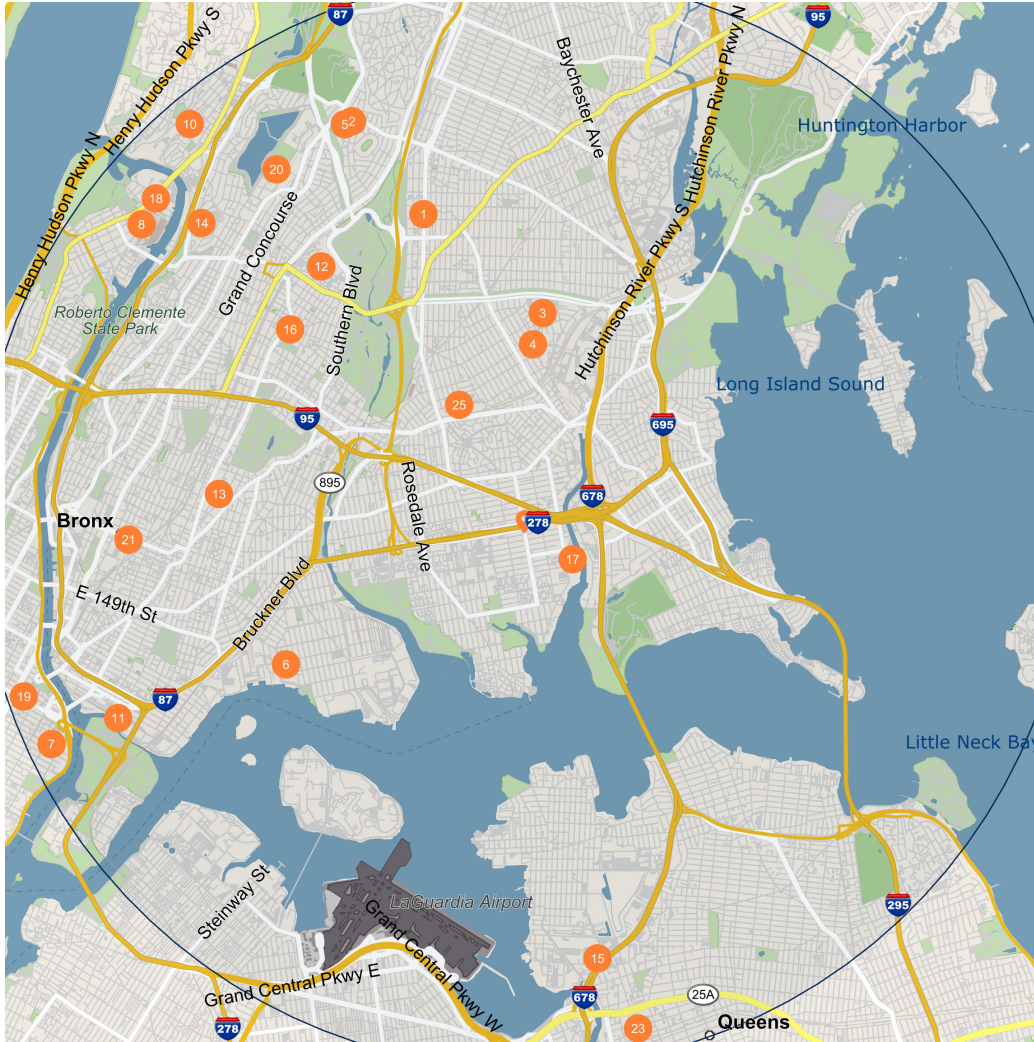 87
95
Henry Hudson Pkwy S
Hutchinson River Pkwy N
Baychester Ave
10
5
2
Huntington Harbor
Henry Hudson Pkwy N
20
18
8
14
1
Grand Concourse
12
Hutchinson River Pkwy S
Southern Blvd
Roberto Clemente
State Park
3
16
4
Long Island Sound
25
95
695
895
Rosedale Ave
13
678
Bronx
278
21
17
E 149th St
Bruckner Blvd
6
19
87
11
7
Little Neck Bay
Steinway St
LaGuardia Airport
295
Grand Central Pkwy E
Grand Central Pkwy W
15
678
25A
278
23
Queens